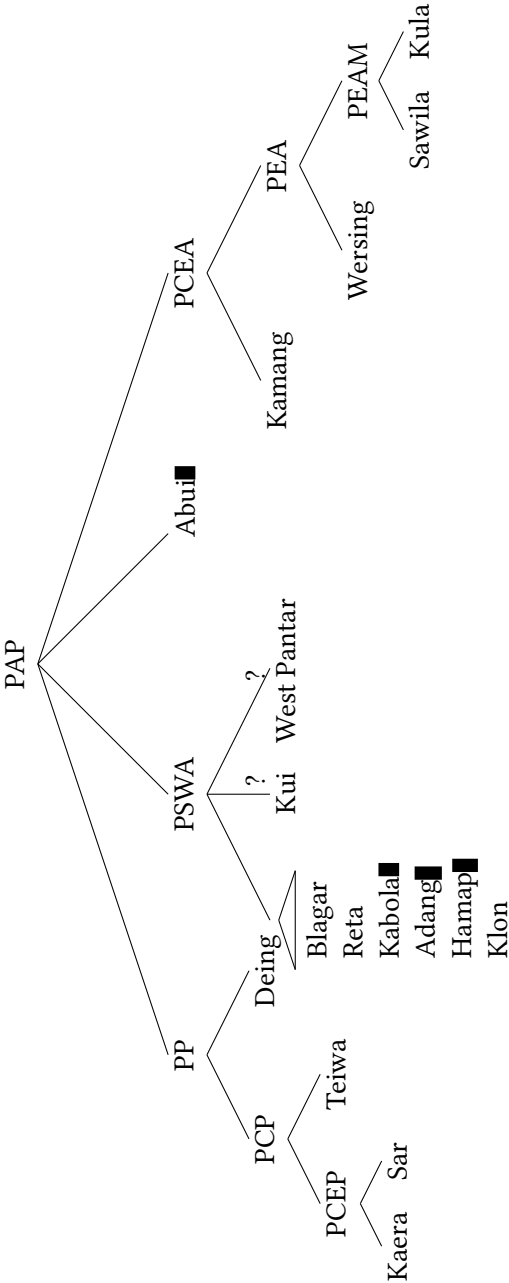 PAP
PP
PSWA
Abui
PCEA
PCP
Deing
?
?
Kui
West Pantar
Kamang
PEA
PCEP
Teiwa
Blagar
Reta
Kabola
Adang
Hamap
Klon
Wersing
PEAM
Kaera
Sar
Sawila
Kula